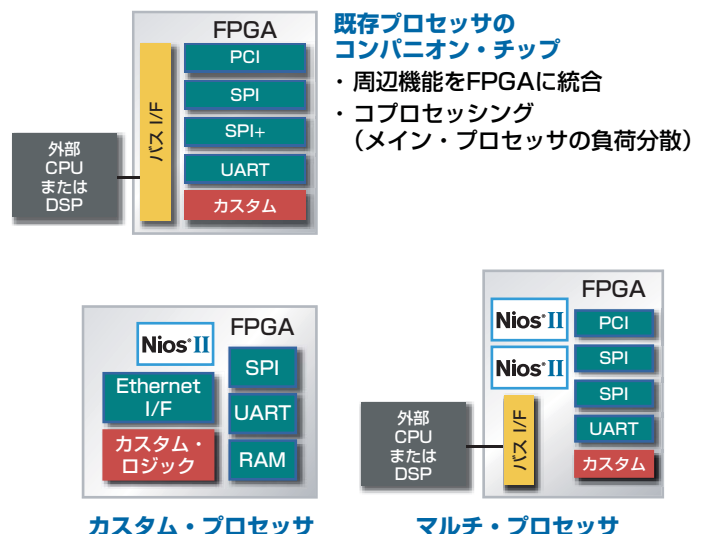 FPGA
PCI
SPI
SPI+
UART
カスタム
バス I/F
外部
CPU
または
DSP
既存プロセッサの
コンパニオン・チップ
・周辺機能をFPGAに統合
・コプロセッシング
（メイン・プロセッサの負荷分散）
FPGA
Nios II
Ethernet
I/F
カスタム・
ロジック
SPI
UART
RAM
カスタム・プロセッサ
FPGA
Nios II
Nios II
PCI
SPI
SPI
UART
カスタム
バス I/F
外部
CPU
または
DSP
マルチ・プロセッサ